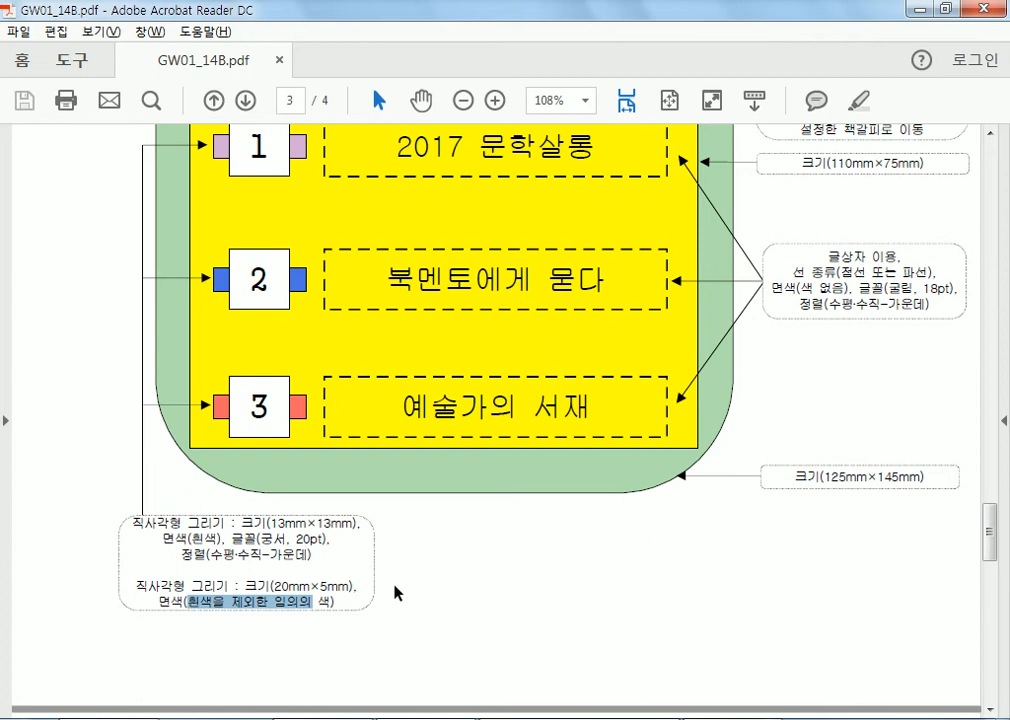 GW01_14B.pdf - Adobe Acrobat Reader DC
파일 편집 보기(V) 창(W) 도움말(H)
홈 도구 GW01_14B.pdf × ? 로그인
3 / 4 108%
설정한 책갈피로 이동
1 2017 문학살롱
크기(110mm×75mm)
글상자 이용,
선 종류(점선 또는 파선),
면색(색 없음), 글꼴(굴림, 18pt),
정렬(수평·수직-가운데)
2 북멘토에게 묻다
3 예술가의 서재
크기(125mm×145mm)
직사각형 그리기 : 크기(13mm×13mm),
면색(흰색), 글꼴(궁서, 20pt),
정렬(수평·수직-가운데)
직사각형 그리기 : 크기(20mm×5mm),
면색(흰색을 제외한 임의의 색)